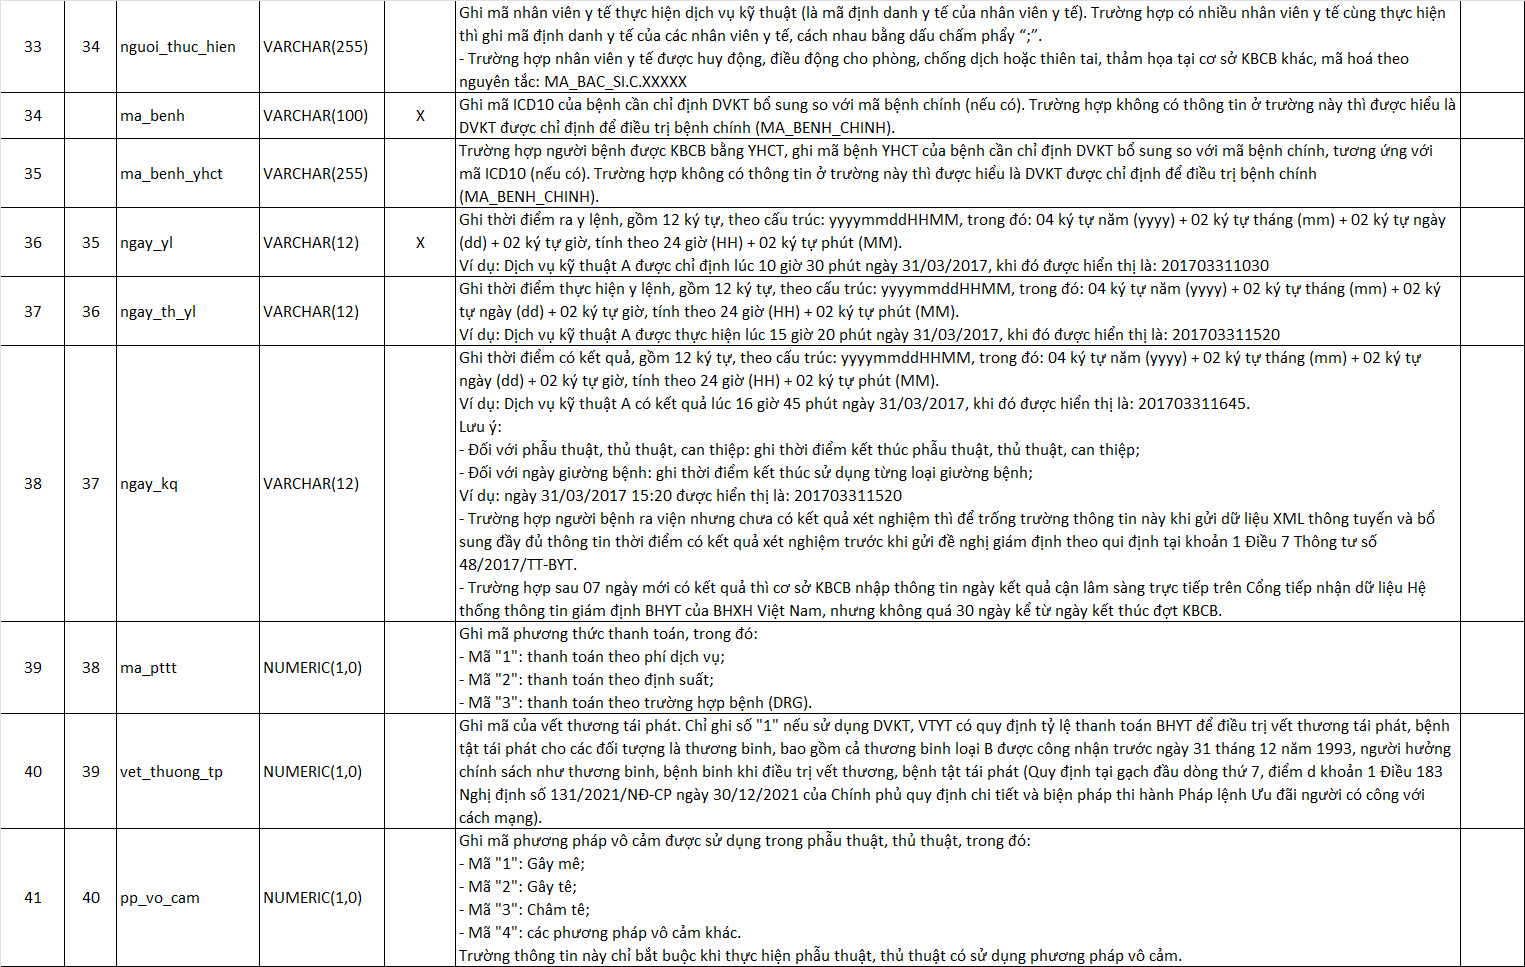 33 34 nguoi_thuc_hien VARCHAR(255)
Ghi mã nhân viên y tế thực hiện dịch vụ kỹ thuật (là mã định danh y tế của nhân viên y tế). Trường hợp có nhiều nhân viên y tế cùng thực hiện
thì ghi mã định danh y tế của các nhân viên y tế, cách nhau bằng dấu chấm phẩy “;”.
- Trường hợp nhân viên y tế được huy động, điều động cho phòng, chống dịch hoặc thiên tai, thảm họa tại cơ sở KBCB khác, mã hoá theo
nguyên tắc: MA_BAC_SI.C.XXXXX
34 ma_benh VARCHAR(100) X
Ghi mã ICD10 của bệnh cần chỉ định DVKT bổ sung so với mã bệnh chính (nếu có). Trường hợp không có thông tin ở trường này thì được hiểu là
DVKT được chỉ định để điều trị bệnh chính (MA_BENH_CHINH).
35 ma_benh_yhct VARCHAR(255)
Trường hợp người bệnh được KBCB bằng YHCT, ghi mã bệnh YHCT của bệnh cần chỉ định DVKT bổ sung so với mã bệnh chính, tương ứng với
mã ICD10 (nếu có). Trường hợp không có thông tin ở trường này thì được hiểu là DVKT được chỉ định để điều trị bệnh chính
(MA_BENH_CHINH).
36 35 ngay_yl VARCHAR(12) X
Ghi thời điểm ra y lệnh, gồm 12 ký tự, theo cấu trúc: yyyymmddHHMM, trong đó: 04 ký tự năm (yyyy) + 02 ký tự tháng (mm) + 02 ký tự ngày
(dd) + 02 ký tự giờ, tính theo 24 giờ (HH) + 02 ký tự phút (MM).
Ví dụ: Dịch vụ kỹ thuật A được chỉ định lúc 10 giờ 30 phút ngày 31/03/2017, khi đó được hiển thị là: 201703311030
37 36 ngay_th_yl VARCHAR(12)
Ghi thời điểm thực hiện y lệnh, gồm 12 ký tự, theo cấu trúc: yyyymmddHHMM, trong đó: 04 ký tự năm (yyyy) + 02 ký tự tháng (mm) + 02 ký
tự ngày (dd) + 02 ký tự giờ, tính theo 24 giờ (HH) + 02 ký tự phút (MM).
Ví dụ: Dịch vụ kỹ thuật A được thực hiện lúc 15 giờ 20 phút ngày 31/03/2017, khi đó được hiển thị là: 201703311520
38 37 ngay_kq VARCHAR(12)
Ghi thời điểm có kết quả, gồm 12 ký tự, theo cấu trúc: yyyymmddHHMM, trong đó: 04 ký tự năm (yyyy) + 02 ký tự tháng (mm) + 02 ký tự
ngày (dd) + 02 ký tự giờ, tính theo 24 giờ (HH) + 02 ký tự phút (MM).
Ví dụ: Dịch vụ kỹ thuật A có kết quả lúc 16 giờ 45 phút ngày 31/03/2017, khi đó được hiển thị là: 201703311645.
Lưu ý:
- Đối với phẫu thuật, thủ thuật, can thiệp: ghi thời điểm kết thúc phẫu thuật, thủ thuật, can thiệp;
- Đối với ngày giường bệnh: ghi thời điểm kết thúc sử dụng từng loại giường bệnh;
Ví dụ: ngày 31/03/2017 15:20 được hiển thị là: 201703311520
- Trường hợp người bệnh ra viện nhưng chưa có kết quả xét nghiệm thì để trống trường thông tin này khi gửi dữ liệu XML thông tuyến và bổ
sung đầy đủ thông tin thời điểm có kết quả xét nghiệm trước khi gửi đề nghị giám định theo qui định tại khoản 1 Điều 7 Thông tư số
48/2017/TT-BYT.
- Trường hợp sau 07 ngày mới có kết quả thì cơ sở KBCB nhập thông tin ngày kết quả cận lâm sàng trực tiếp trên Cổng tiếp nhận dữ liệu Hệ
thống thông tin giám định BHYT của BHXH Việt Nam, nhưng không quá 30 ngày kể từ ngày kết thúc đợt KBCB.
39 38 ma_pttt NUMERIC(1,0)
Ghi mã phương thức thanh toán, trong đó:
- Mã "1": thanh toán theo phí dịch vụ;
- Mã "2": thanh toán theo định suất;
- Mã "3": thanh toán theo trường hợp bệnh (DRG).
40 39 vet_thuong_tp NUMERIC(1,0)
Ghi mã của vết thương tái phát. Chỉ ghi số "1" nếu sử dụng DVKT, VTYT có quy định tỷ lệ thanh toán BHYT để điều trị vết thương tái phát, bệnh
tật tái phát cho các đối tượng là thương binh, bao gồm cả thương binh loại B được công nhận trước ngày 31 tháng 12 năm 1993, người hưởng
chính sách như thương binh, bệnh binh khi điều trị vết thương, bệnh tật tái phát (Quy định tại gạch đầu dòng thứ 7, điểm d khoản 1 Điều 183
Nghị định số 131/2021/NĐ-CP ngày 30/12/2021 của Chính phủ quy định chi tiết và biện pháp thi hành Pháp lệnh Ưu đãi người có công với
cách mạng).
41 40 pp_vo_cam NUMERIC(1,0)
Ghi mã phương pháp vô cảm được sử dụng trong phẫu thuật, thủ thuật, trong đó:
- Mã "1": Gây mê;
- Mã "2": Gây tê;
- Mã "3": Châm tê;
- Mã "4": các phương pháp vô cảm khác.
Trường thông tin này chỉ bắt buộc khi thực hiện phẫu thuật, thủ thuật có sử dụng phương pháp vô cảm.